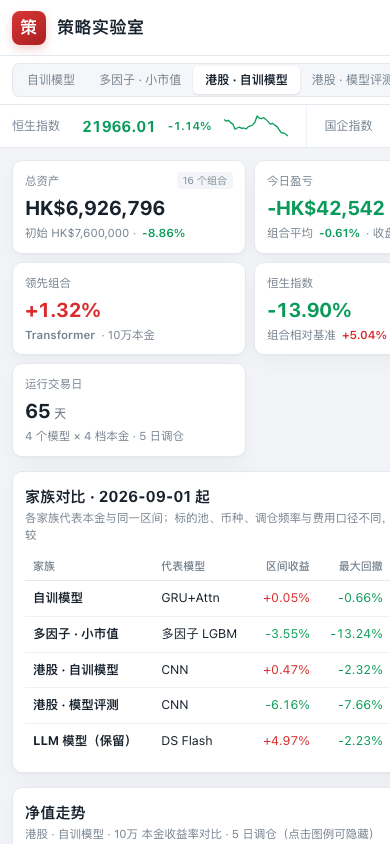 策 策略实验室
自训模型 多因子 · 小市值 港股 · 自训模型 港股 · 模型评测
恒生指数 21966.01 -1.14% 国企指数
总资产 16 个组合
HK$6,926,796
初始 HK$7,600,000 · -8.86%
今日盈亏
-HK$42,542
组合平均 -0.61% · 收盘
领先组合
+1.32%
Transformer · 10万本金
恒生指数
-13.90%
组合相对基准 +5.04%
运行交易日
65 天
4 个模型 × 4 档本金 · 5 日调仓
家族对比 · 2026-09-01 起
各家族代表本金与同一区间；标的池、币种、调仓频率与费用口径不同，
较
家族 代表模型 区间收益 最大回撤
自训模型 GRU+Attn +0.05% -0.66%
多因子 · 小市值 多因子 LGBM -3.55% -13.24%
港股 · 自训模型 CNN +0.47% -2.32%
港股 · 模型评测 CNN -6.16% -7.66%
LLM 模型（保留） DS Flash +4.97% -2.23%
净值走势
港股 · 自训模型 · 10万 本金收益率对比 · 5 日调仓（点击图例可隐藏）